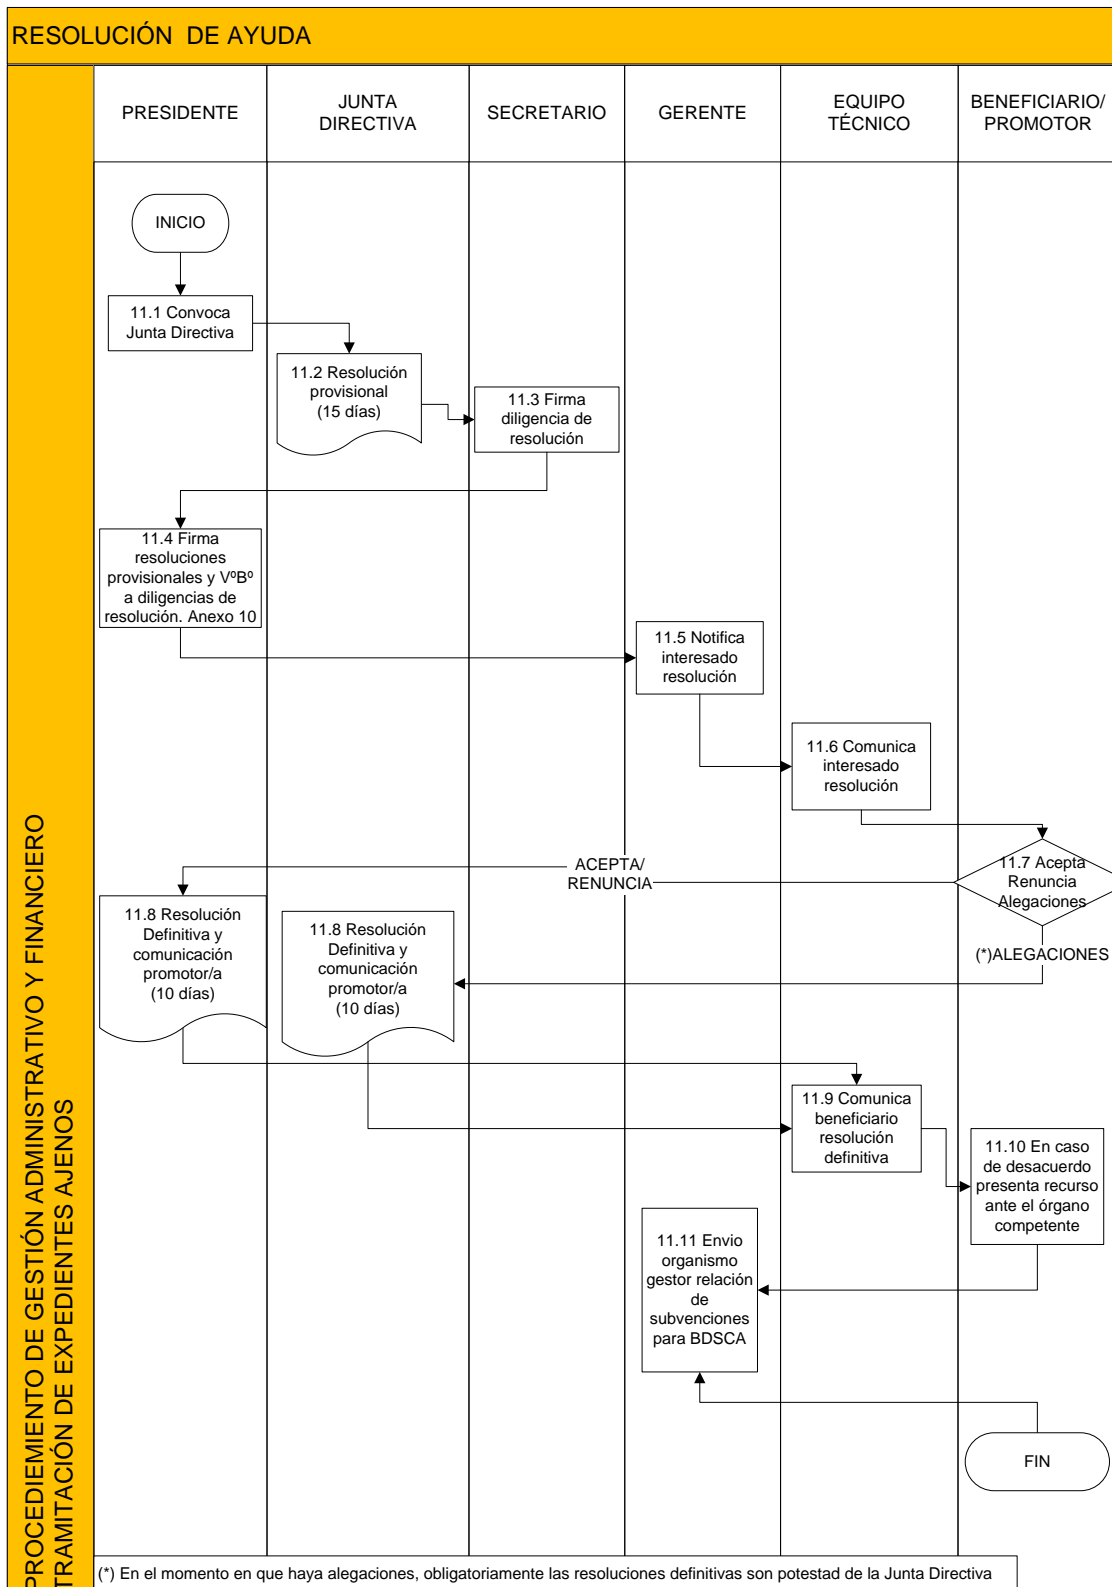 RESOLUCIÓN DE AYUDA
PROCEDIEMIENTO DE GESTIÓN ADMINISTRATIVO Y FINANCIERO
TRAMITACIÓN DE EXPEDIENTES AJENOS
PRESIDENTE
JUNTA
DIRECTIVA
SECRETARIO
GERENTE
EQUIPO
TÉCNICO
BENEFICIARIO/
PROMOTOR
INICIO
11.1 Convoca
Junta Directiva
11.2 Resolución
provisional
(15 días)
11.3 Firma
diligencia de
resolución
11.4 Firma
resoluciones
provisionales y VºBº
a diligencias de
resolución. Anexo 10
11.5 Notifica
interesado
resolución
11.6 Comunica
interesado
resolución
11.7 Acepta
Renuncia
Alegaciones
ACEPTA/
RENUNCIA
(*)ALEGACIONES
11.8 Resolución
Definitiva y
comunicación
promotor/a
(10 días)
11.8 Resolución
Definitiva y
comunicación
promotor/a
(10 días)
11.9 Comunica
beneficiario
resolución
definitiva
11.10 En caso
de desacuerdo
presenta recurso
ante el órgano
competente
11.11 Envio
organismo
gestor relación
de
subvenciones
para BDSCA
FIN
(*) En el momento en que haya alegaciones, obligatoriamente las resoluciones definitivas son potestad de la Junta Directiva